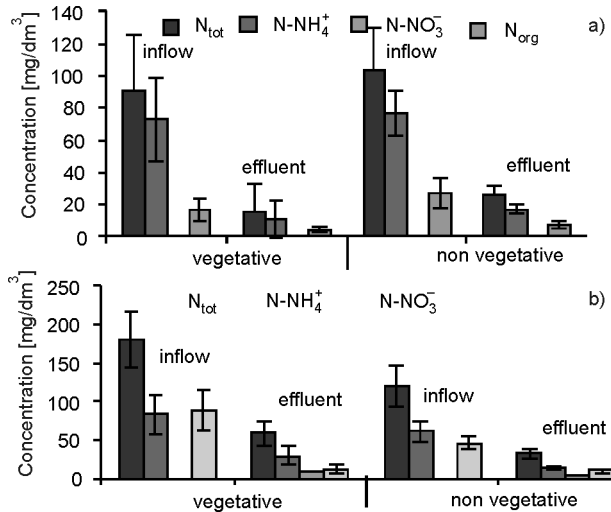 N_tot N-NH₄⁺ N-NO₃⁻ N_org a)
inflow
inflow
effluent
effluent
Concentration [mg/dm³]
140
120
100
80
60
40
20
0
vegetative non vegetative
N_tot N-NH₄⁺ N-NO₃⁻ b)
inflow
inflow
effluent
effluent
Concentration [mg/dm³]
250
200
150
100
50
0
vegetative non vegetative